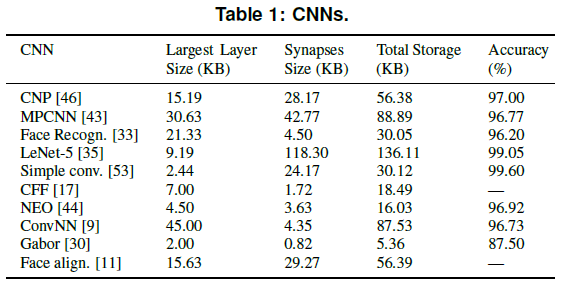 Table 1: CNNs.
CNN Largest Layer Synapses Total Storage Accuracy
Size (KB) Size (KB) (KB) (%)
CNP [46] 15.19 28.17 56.38 97.00
MPCNN [43] 30.63 42.77 88.89 96.77
Face Recogn. [33] 21.33 4.50 30.05 96.20
LeNet-5 [35] 9.19 118.30 136.11 99.05
Simple conv. [53] 2.44 24.17 30.12 99.60
CFF [17] 7.00 1.72 18.49 —
NEO [44] 4.50 3.63 16.03 96.92
ConvNN [9] 45.00 4.35 87.53 96.73
Gabor [30] 2.00 0.82 5.36 87.50
Face align. [11] 15.63 29.27 56.39 —